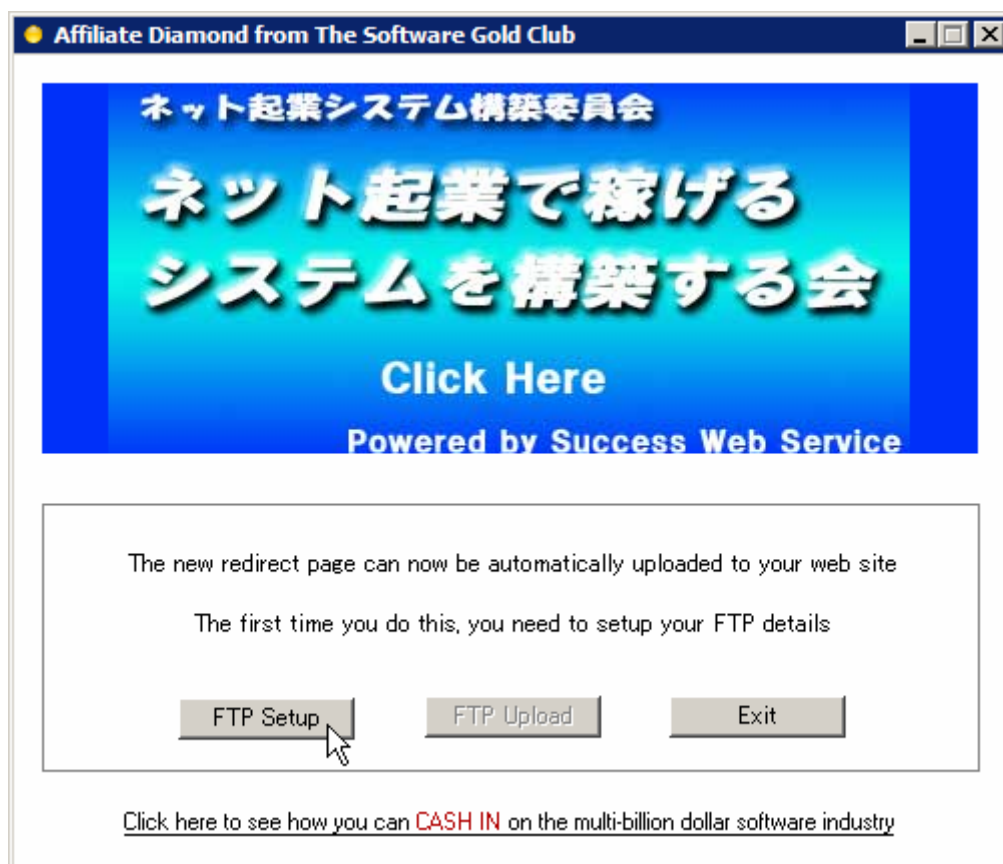 Affiliate Diamond from The Software Gold Club
ネット起業システム構築委員会
ネット起業で稼げる
システムを構築する会
Click Here
Powered by Success Web Service
The new redirect page can now be automatically uploaded to your web site
The first time you do this, you need to setup your FTP details
FTP Setup FTP Upload Exit
Click here to see how you can CASH IN on the multi-billion dollar software industry